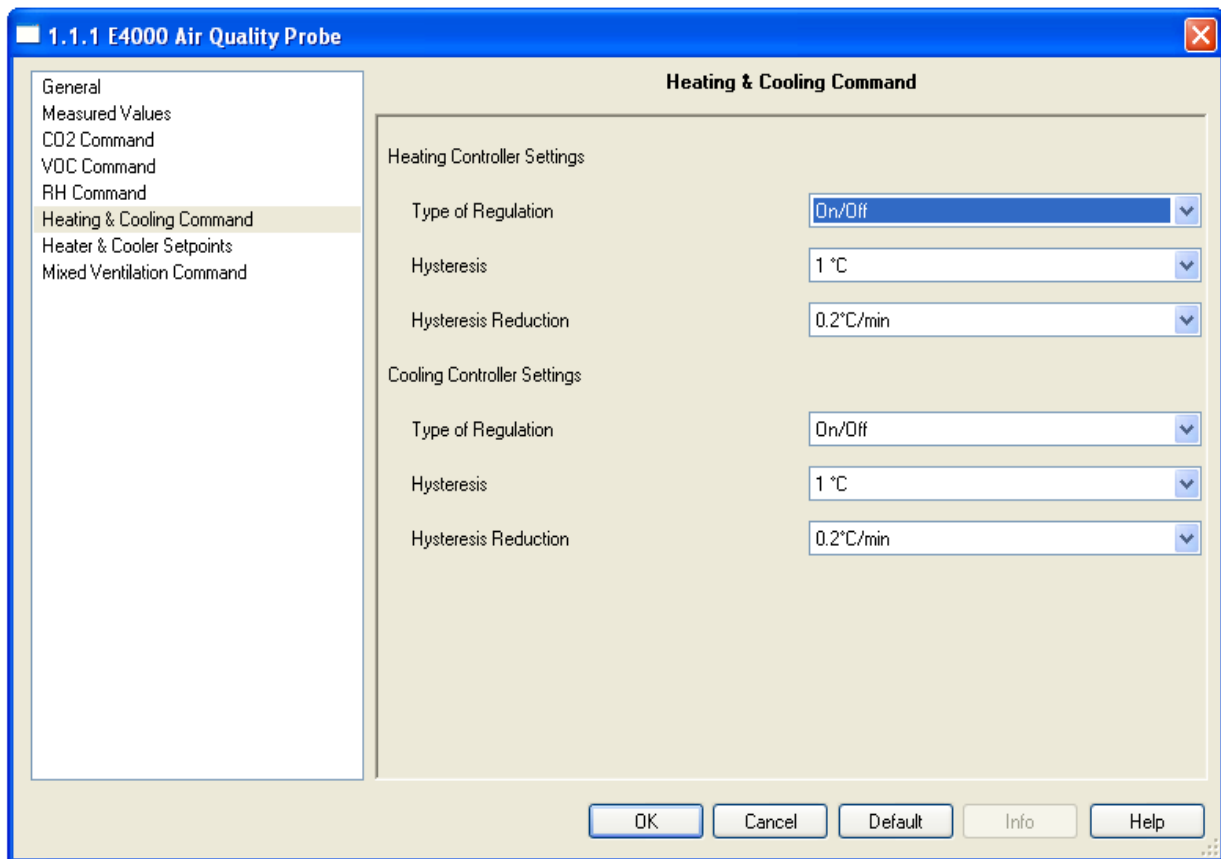 1.1.1 E4000 Air Quality Probe
General
Measured Values
CO2 Command
VOC Command
RH Command
Heating & Cooling Command
Heater & Cooler Setpoints
Mixed Ventilation Command
Heating & Cooling Command
Heating Controller Settings
Type of Regulation On/Off
Hysteresis 1 °C
Hysteresis Reduction 0.2°C/min
Cooling Controller Settings
Type of Regulation On/Off
Hysteresis 1 °C
Hysteresis Reduction 0.2°C/min
OK Cancel Default Info Help